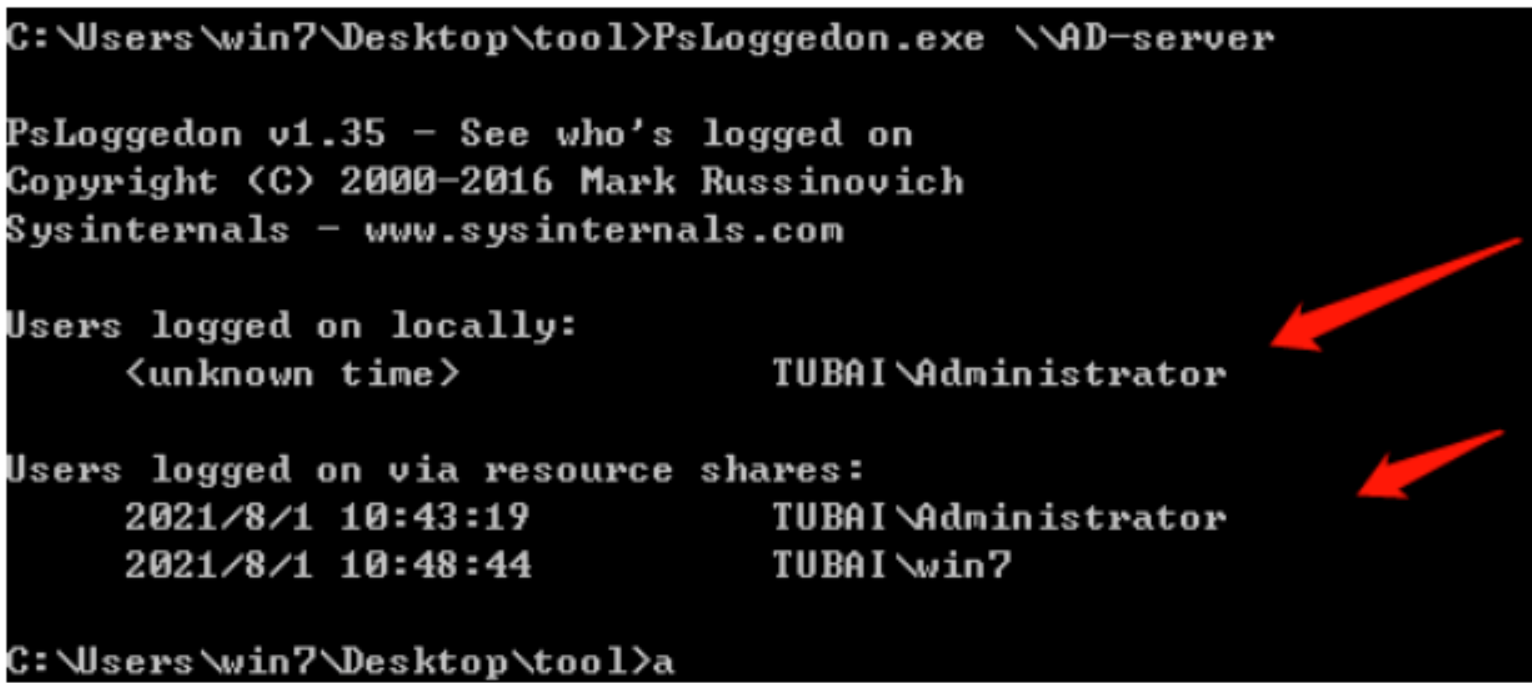 C:\Users\win7\Desktop\tool>PsLoggedon.exe \\AD-server
PsLoggedon v1.35 - See who's logged on
Copyright (C) 2000-2016 Mark Russinovich
Sysinternals - www.sysinternals.com
Users logged on locally:
<unknown time> TUBAI\Administrator
Users logged on via resource shares:
2021/8/1 10:43:19 TUBAI\Administrator
2021/8/1 10:48:44 TUBAI\win7
C:\Users\win7\Desktop\tool>a